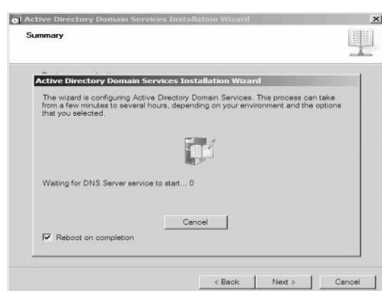 Active Directory Domain Services Installation Wizard
Summary
Active Directory Domain Services Installation Wizard
The wizard is configuring Active Directory Domain Services. This process can take
from a few minutes to several hours, depending on your environment and the options
that you selected.
Waiting for DNS Server service to start... 0
Cancel
Reboot on completion
< Back
Next >
Cancel